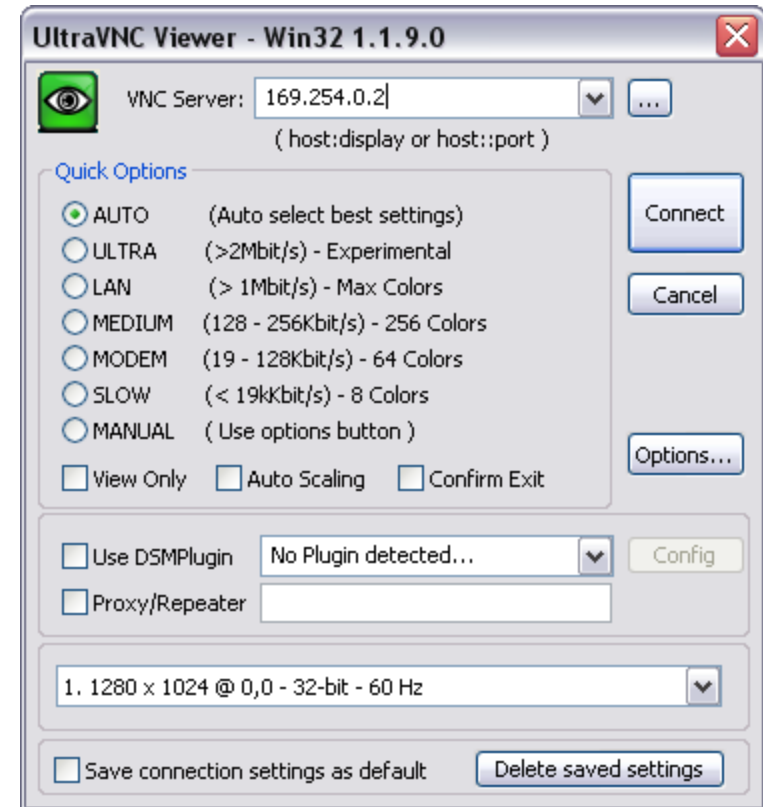 UltraVNC Viewer - Win32 1.1.9.0
VNC Server: 169.254.0.2 ...
( host:display or host::port )
Quick Options
AUTO (Auto select best settings)
Connect
ULTRA (>2Mbit/s) - Experimental
LAN (> 1Mbit/s) - Max Colors
Cancel
MEDIUM (128 - 256Kbit/s) - 256 Colors
MODEM (19 - 128Kbit/s) - 64 Colors
SLOW (< 19kKbit/s) - 8 Colors
MANUAL ( Use options button )
Options...
View Only Auto Scaling Confirm Exit
Use DSMPlugin No Plugin detected... Config
Proxy/Repeater
1. 1280 x 1024 @ 0,0 - 32-bit - 60 Hz
Save connection settings as default Delete saved settings